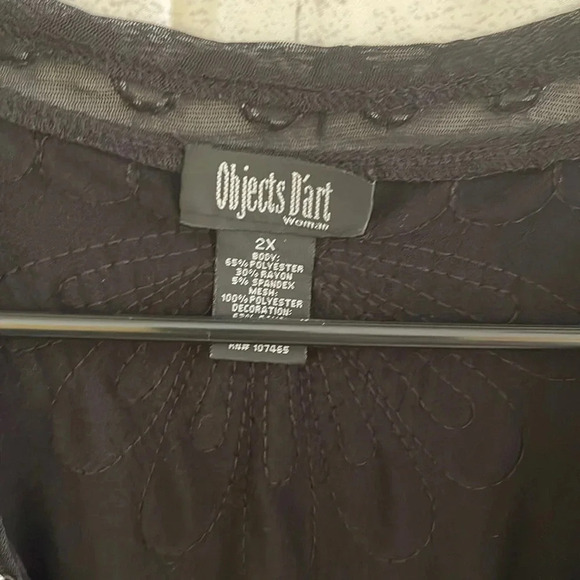 Objects D'art
Woman
2X
BODY:
65% POLYESTER
30% RAYON
5% SPANDEX
MESH:
100% POLYESTER
DECORATION:
RN# 107465